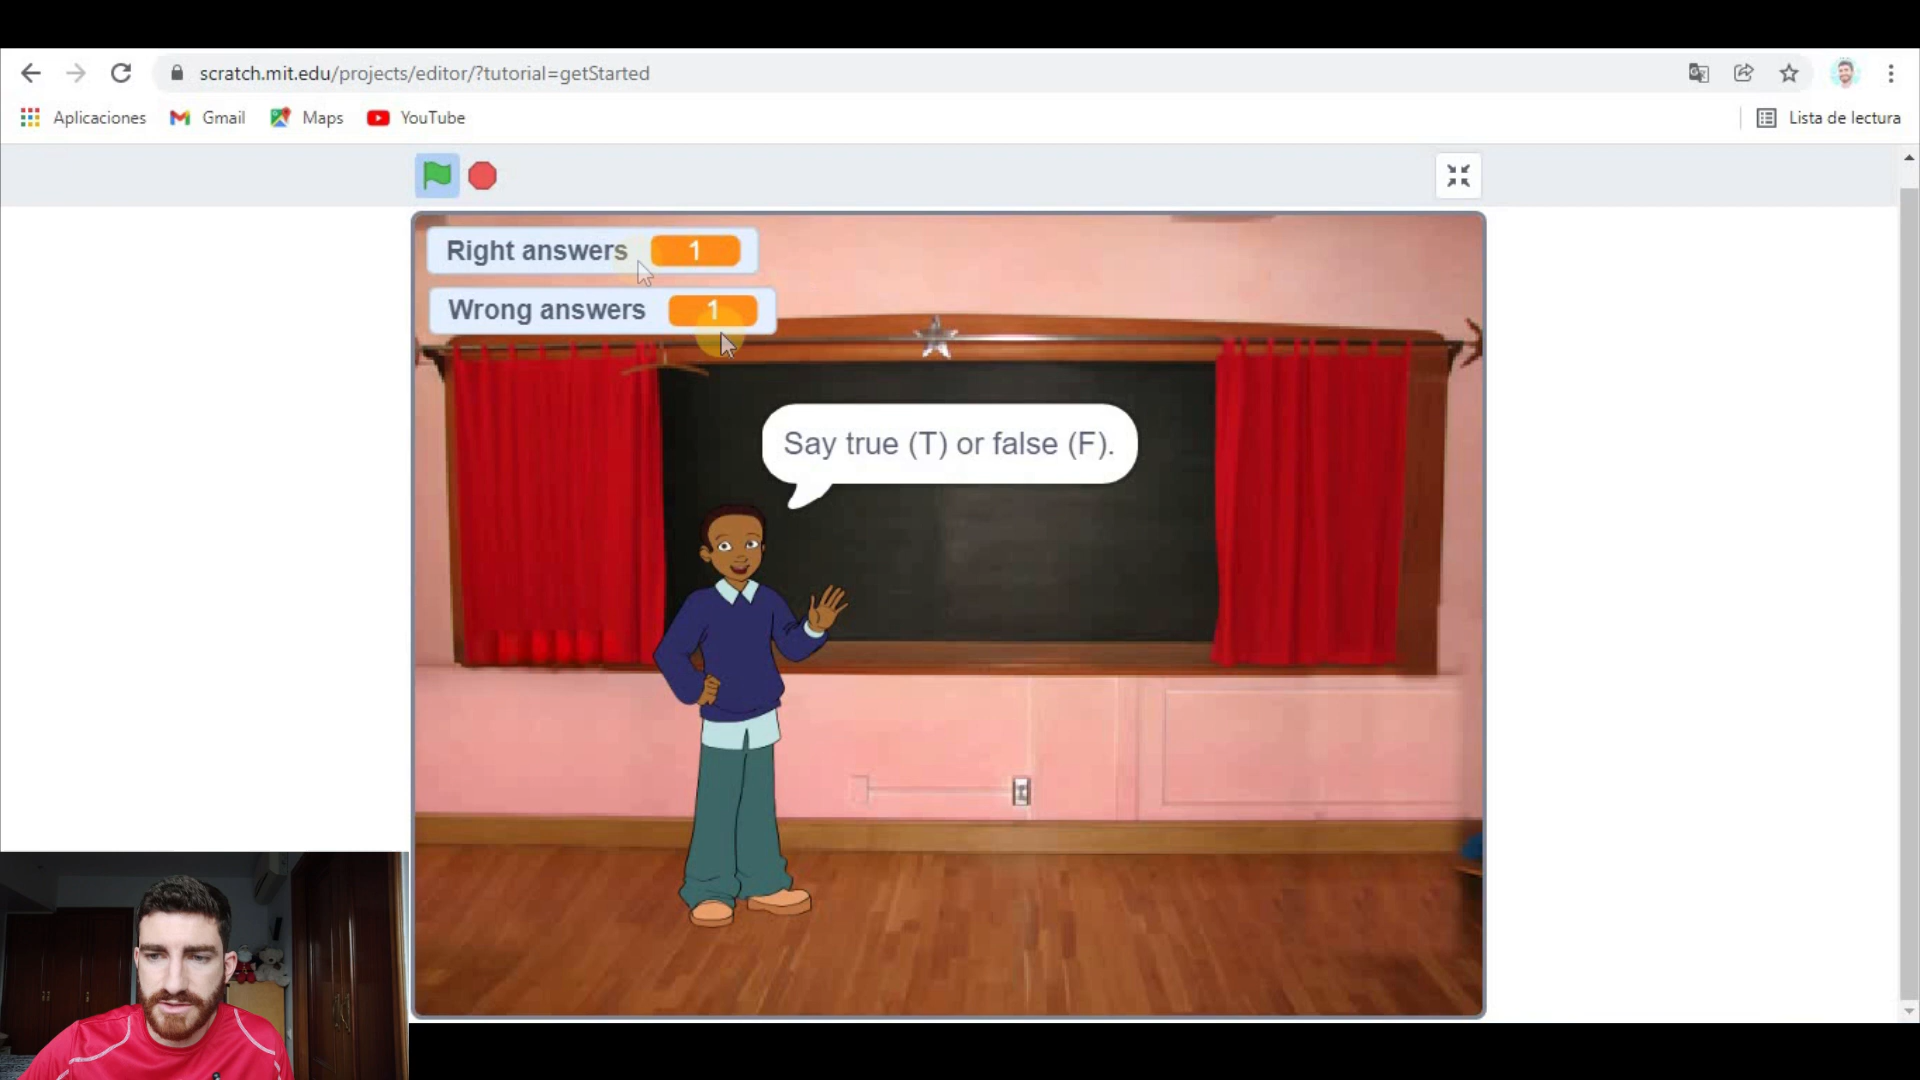 scratch.mit.edu/projects/editor/?tutorial=getStarted
Aplicaciones Gmail Maps YouTube Lista de lectura
Right answers 1
Wrong answers 1
Say true (T) or false (F).